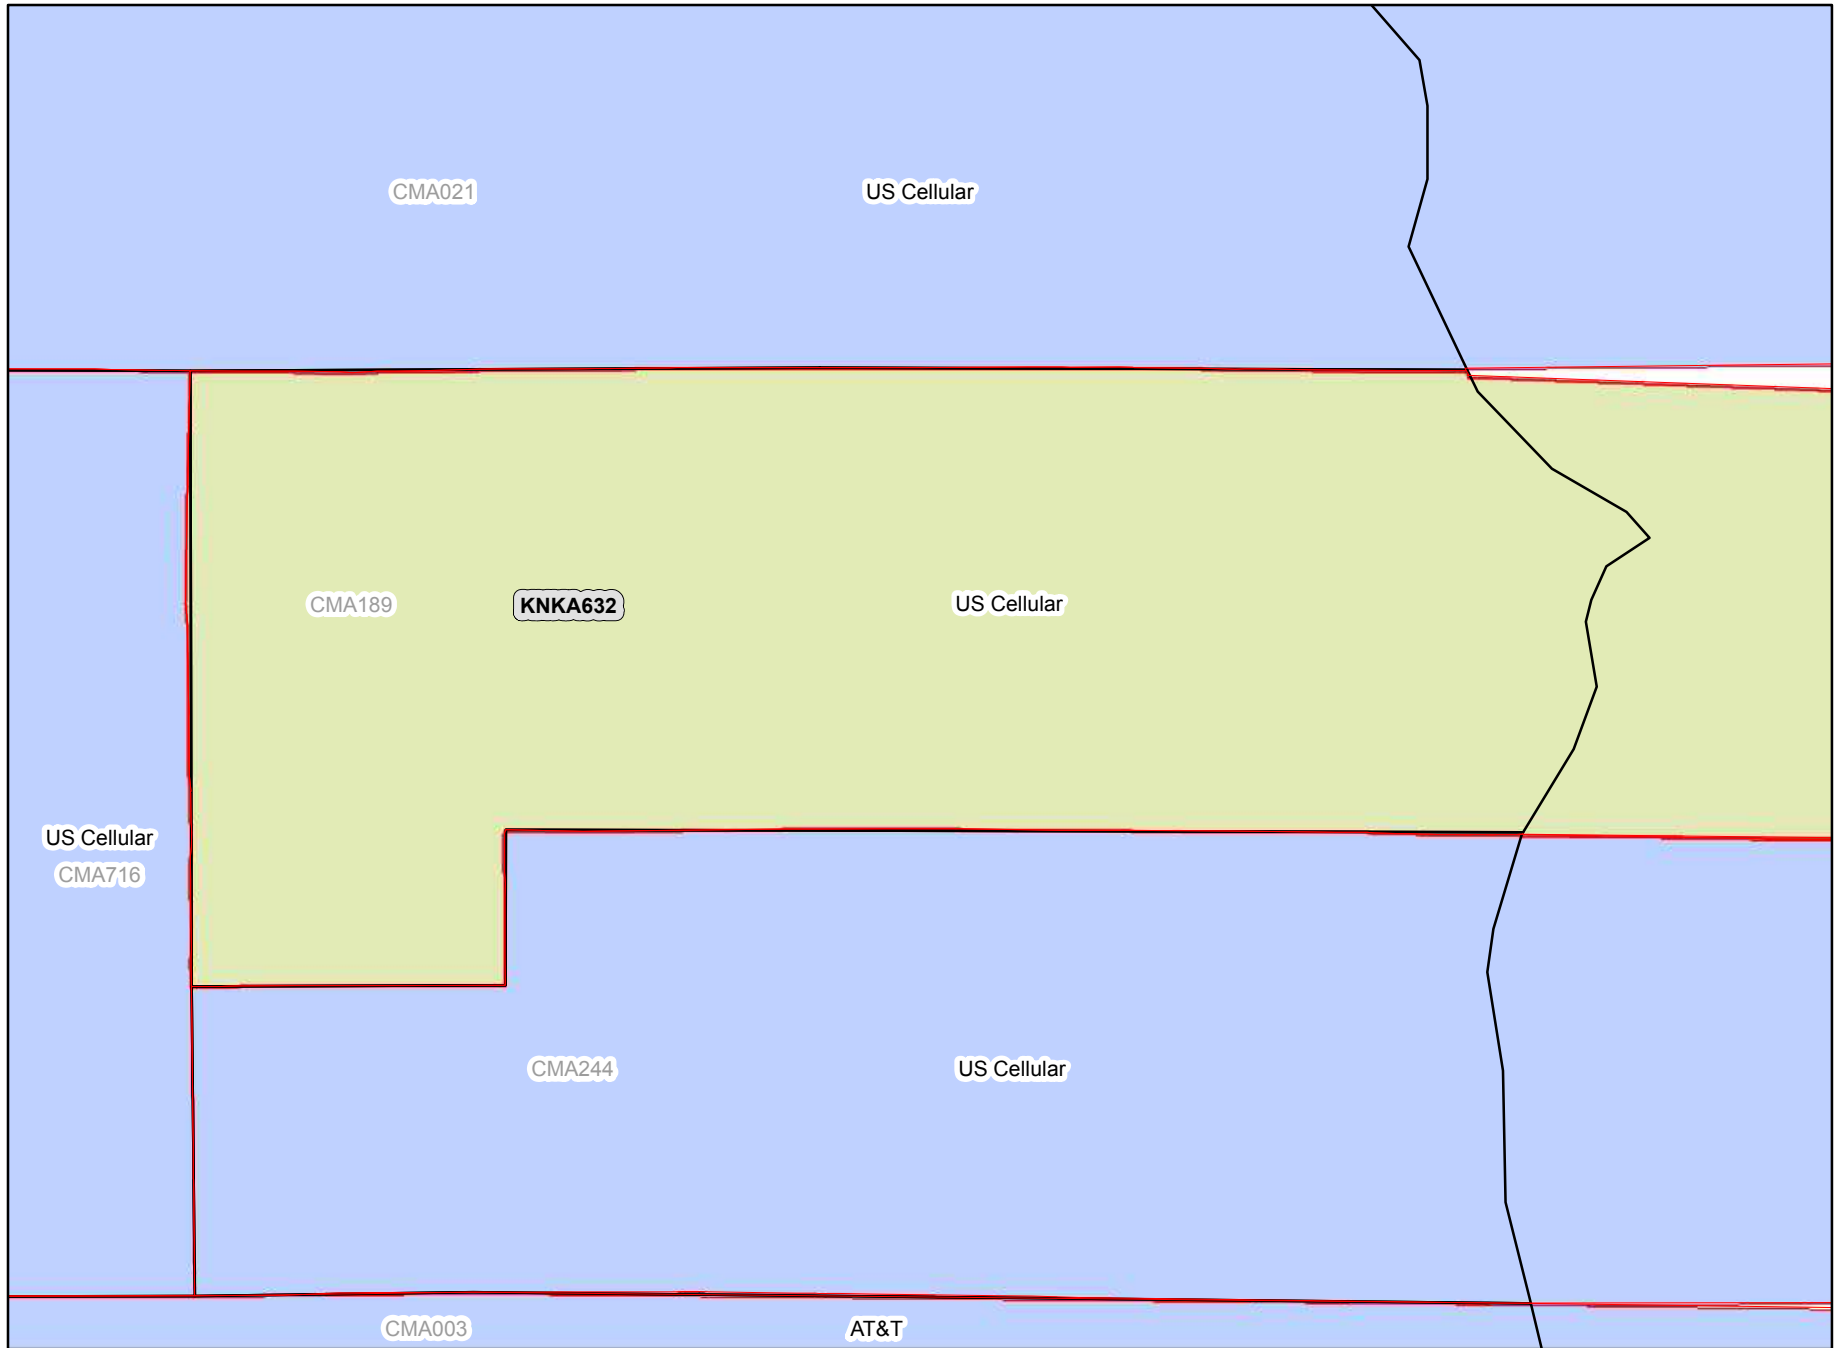 CMA021
US Cellular
CMA189
KNKA632
US Cellular
US Cellular
CMA716
CMA244
US Cellular
CMA003
AT&T